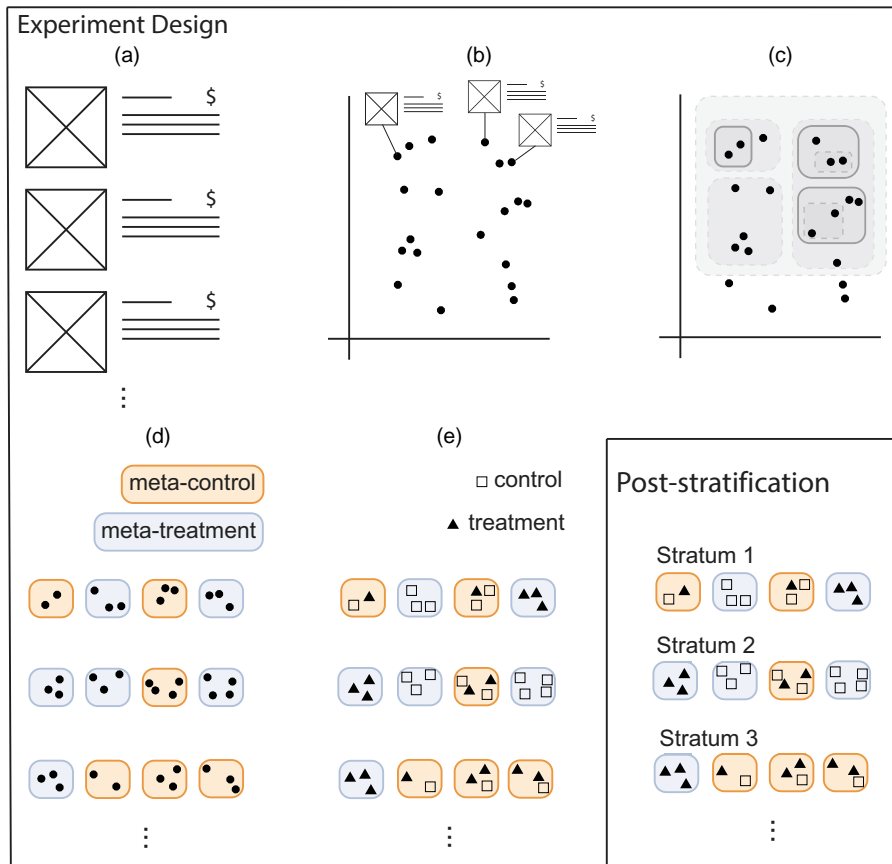 Experiment Design
(a)
(b)
(c)
$
$
$
$
$
$
⋮
(d)
(e)
meta-control
meta-treatment
control
treatment
⋮
⋮
Post-stratification
Stratum 1
Stratum 2
Stratum 3
⋮